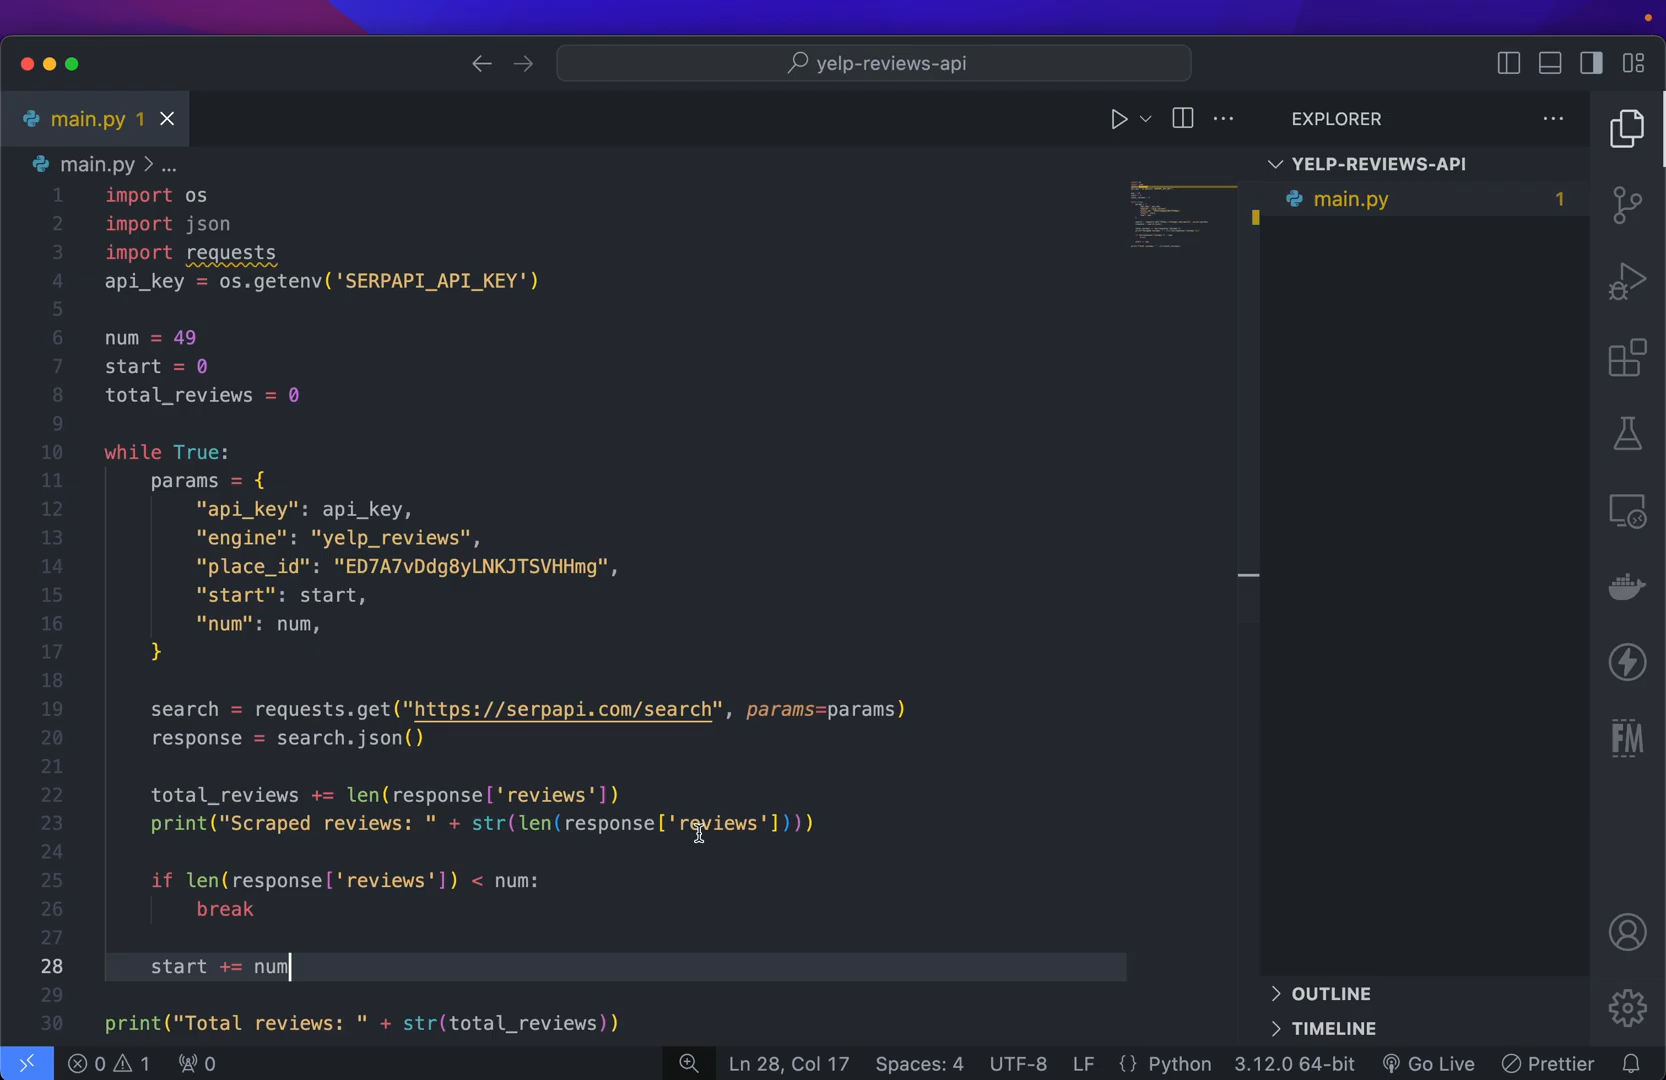 yelp-reviews-api
main.py 1
EXPLORER
main.py > ...
YELP-REVIEWS-API
main.py 1
1 import os
2 import json
3 import requests
4 api_key = os.getenv('SERPAPI_API_KEY')
5
6 num = 49
7 start = 0
8 total_reviews = 0
9
10 while True:
11 params = {
12 "api_key": api_key,
13 "engine": "yelp_reviews",
14 "place_id": "ED7A7vDdg8yLNKJTSVHHmg",
15 "start": start,
16 "num": num,
17 }
18
19 search = requests.get("https://serpapi.com/search", params=params)
20 response = search.json()
21
22 total_reviews += len(response['reviews'])
23 print("Scraped reviews: " + str(len(response['reviews'])))
24
25 if len(response['reviews']) < num:
26 break
27
28 start += num
29
30 print("Total reviews: " + str(total_reviews))
OUTLINE
TIMELINE
FM
0 1 0 Ln 28, Col 17 Spaces: 4 UTF-8 LF {} Python 3.12.0 64-bit Go Live Prettier